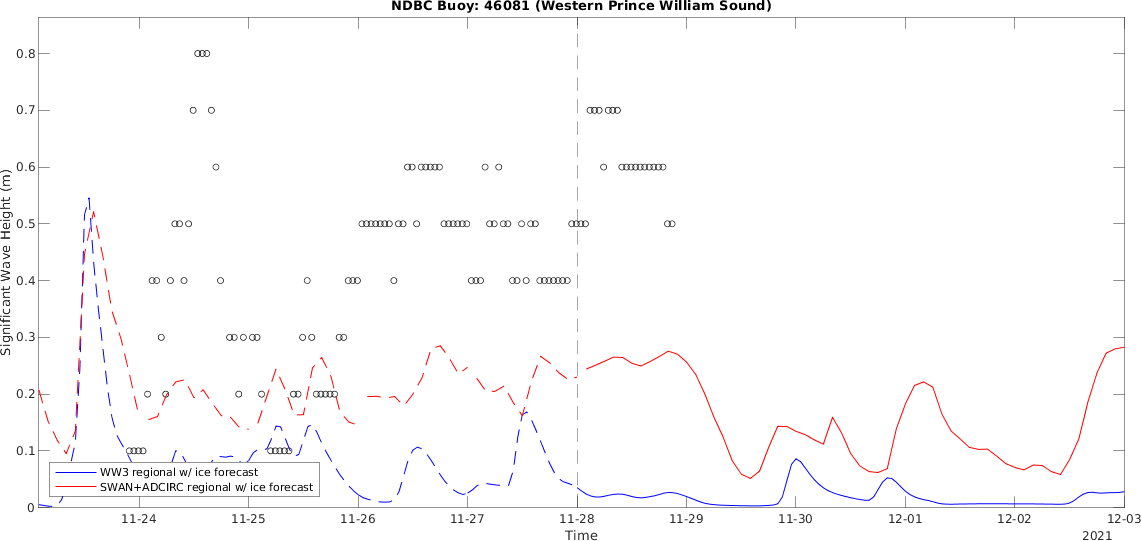 NDBC Buoy: 46081 (Western Prince William Sound)
Significant Wave Height (m)
0.8
0.7
0.6
0.5
0.4
0.3
0.2
0.1
0
WW3 regional w/ ice forecast
SWAN+ADCIRC regional w/ ice forecast
11-24 11-25 11-26 11-27 11-28 11-29 11-30 12-01 12-02 12-03
Time
2021